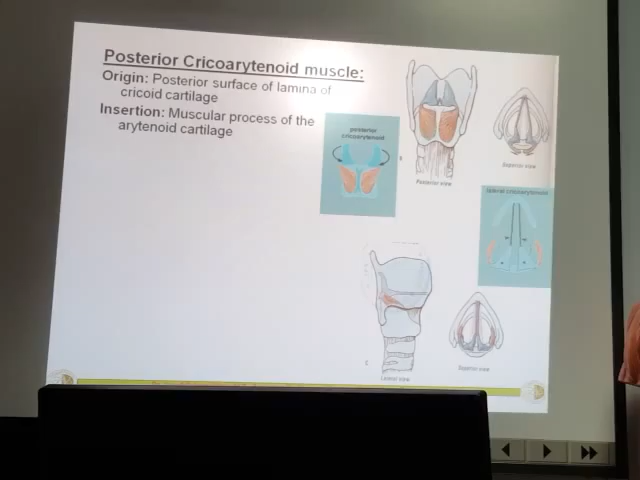 Posterior Cricoarytenoid muscle:
Origin: Posterior surface of lamina of
cricoid cartilage
Insertion: Muscular process of the
arytenoid cartilage
posterior
cricoarytenoid
Posterior view
Superior view
lateral cricoarytenoid
C
Lateral view
Superior view